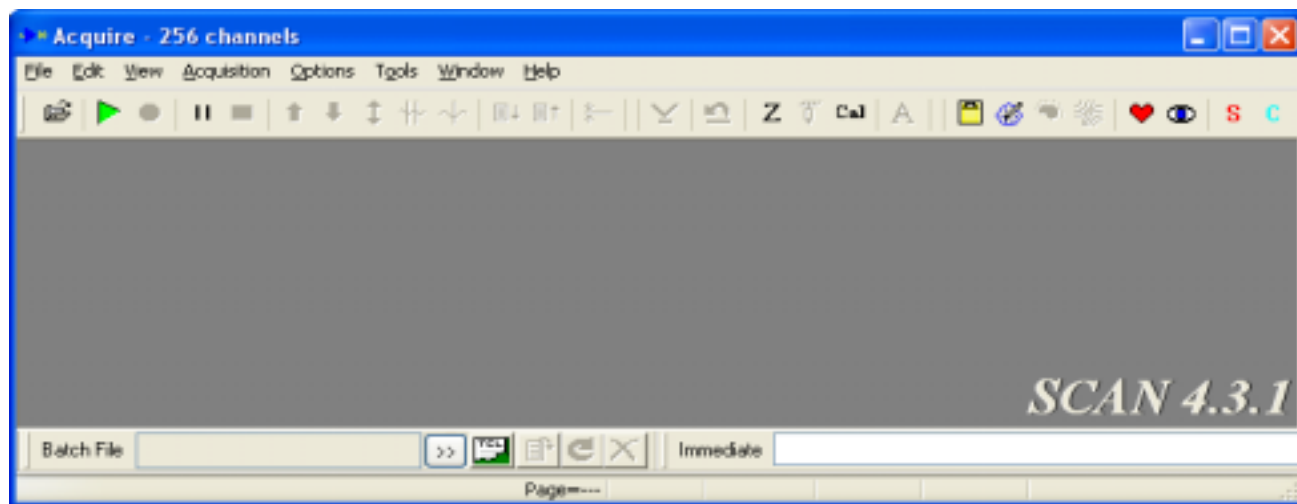 Acquire - 256 channels
File Edit View Acquisition Options Tools Window Help
Z Cal A S C
SCAN 4.3.1
Batch File >> TCL Immediate
Page=---